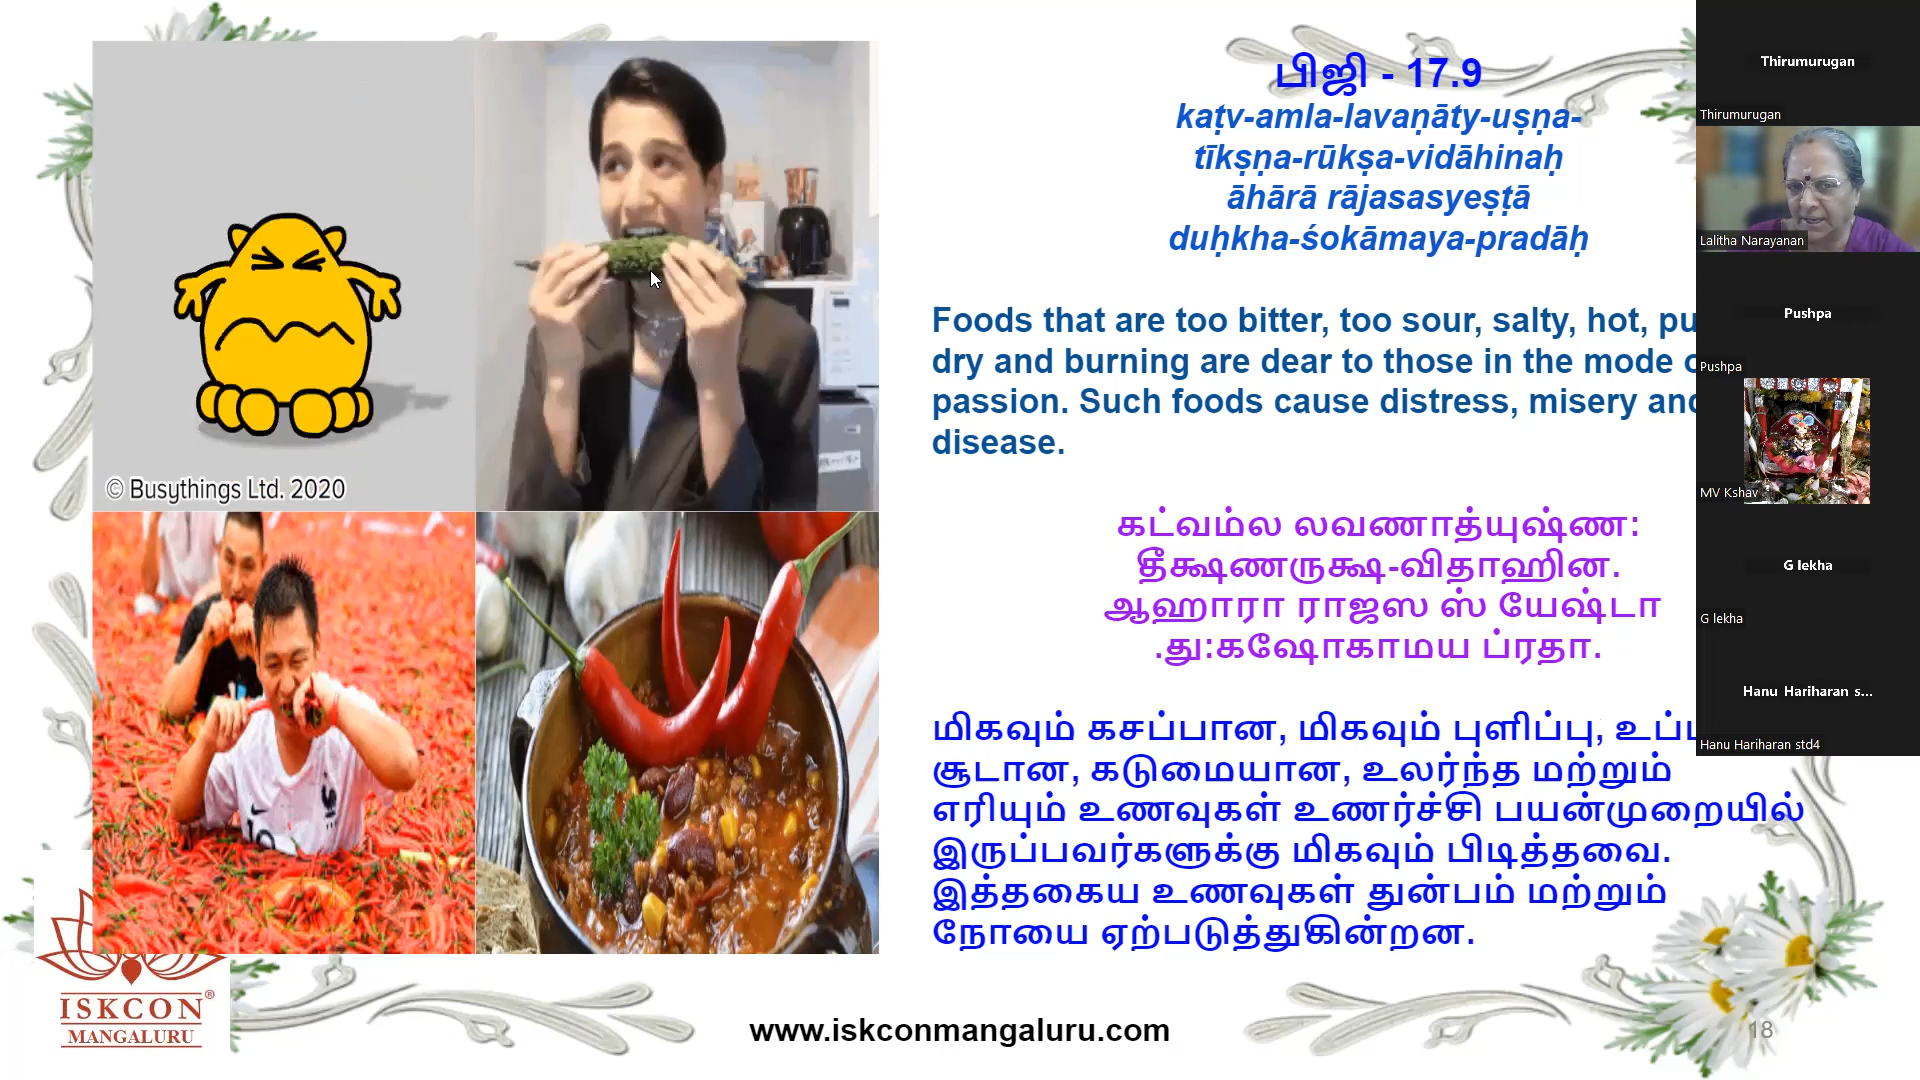 © Busythings Ltd. 2020
பிஜி - 17.9
kaṭv-amla-lavaṇāty-uṣṇa-
tīkṣṇa-rūkṣa-vidāhinaḥ
āhārā rājasasyeṣṭā
duḥkha-śokāmaya-pradāḥ
Foods that are too bitter, too sour, salty, hot, pu
dry and burning are dear to those in the mode
passion. Such foods cause distress, misery and
disease.
கட்வம்ல லவணாத்யுஷ்ண:
தீக்ஷணருக்ஷ-விதாஹின.
ஆஹாரா ராஜஸ ஸ் யேஷ்டா
.து:கஷோகாமய ப்ரதா.
மிகவும் கசப்பான, மிகவும் புளிப்பு, உப்ப
சூடான, கடுமையான, உலர்ந்த மற்றும்
எரியும் உணவுகள் உணர்ச்சி பயன்முறையில்
இருப்பவர்களுக்கு மிகவும் பிடித்தவை.
இத்தகைய உணவுகள் துன்பம் மற்றும்
நோயை ஏற்படுத்துகின்றன.
ISKCON®
MANGALURU
www.iskconmangaluru.com
18
Thirumurugan
Thirumurugan
Lalitha Narayanan
Pushpa
Pushpa
MV Kshav
G lekha
G lekha
Hanu Hariharan s...
Hanu Hariharan std4